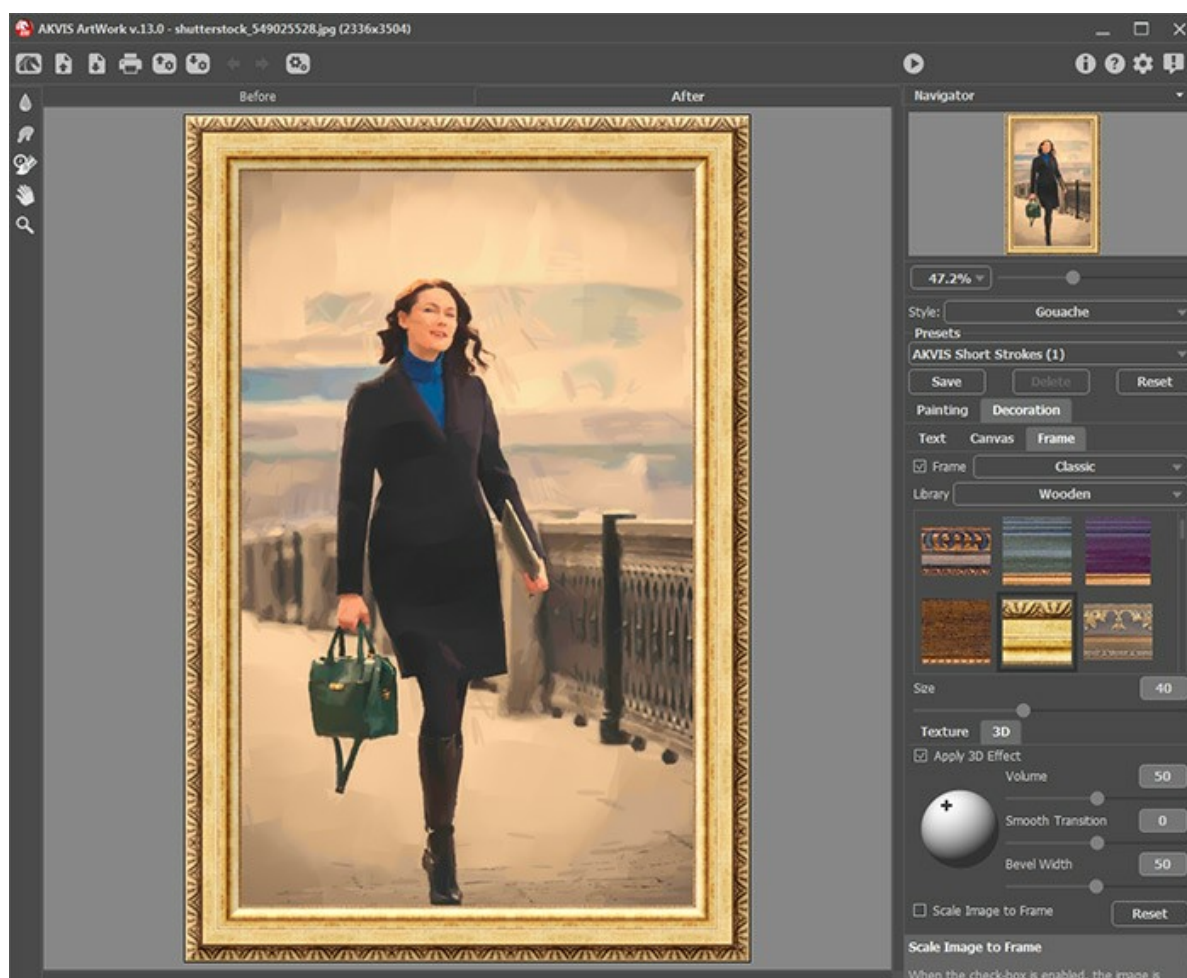 AKVIS ArtWork v.13.0 - shutterstock_549025528.jpg (2336x3504)
Before
After
Navigator
47.2%
Style:
Gouache
Presets
AKVIS Short Strokes (1)
Save
Delete
Reset
Painting
Decoration
Text
Canvas
Frame
Frame
Classic
Library
Wooden
Size
40
Texture
3D
Apply 3D Effect
Volume
50
Smooth Transition
0
Bevel Width
50
Scale Image to Frame
Reset
Scale Image to Frame
When the check-box is enabled, the image is